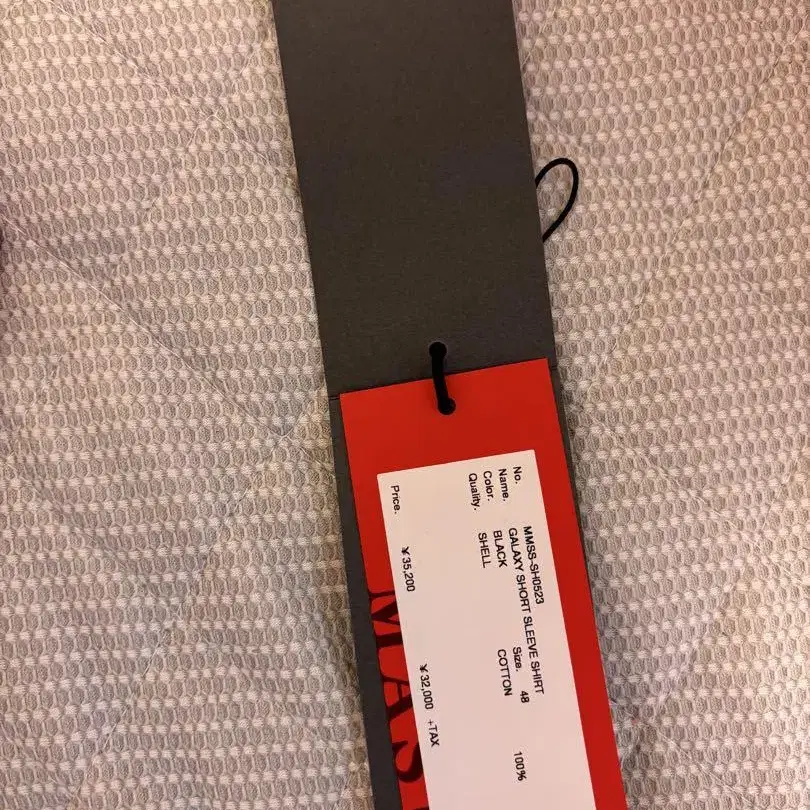 No. MMSS-SH0523
Name. GALAXY SHORT SLEEVE SHIRT
Color. BLACK Size. 48
Quality. SHELL COTTON 100%
Price. ¥35,200 ¥32,000 +TAX
MAS